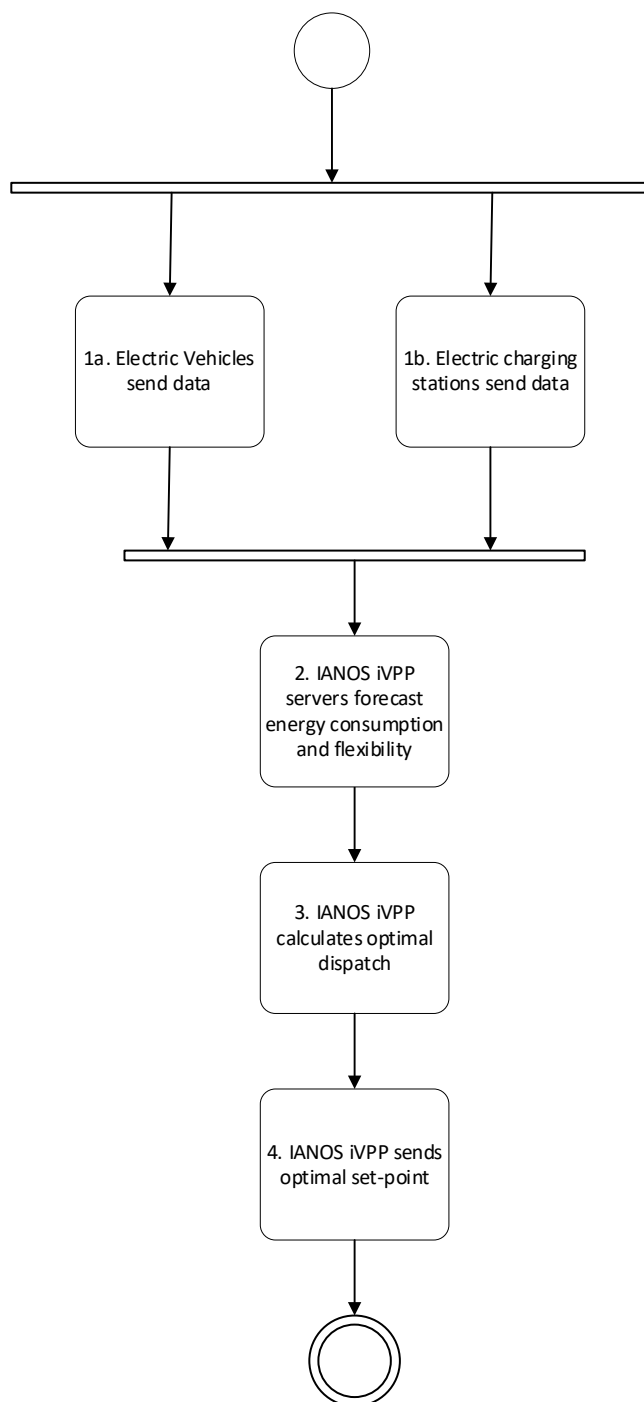 1a. Electric Vehicles
send data
1b. Electric charging
stations send data
2. IANOS iVPP
servers forecast
energy consumption
and flexibility
3. IANOS iVPP
calculates optimal
dispatch
4. IANOS iVPP sends
optimal set-point